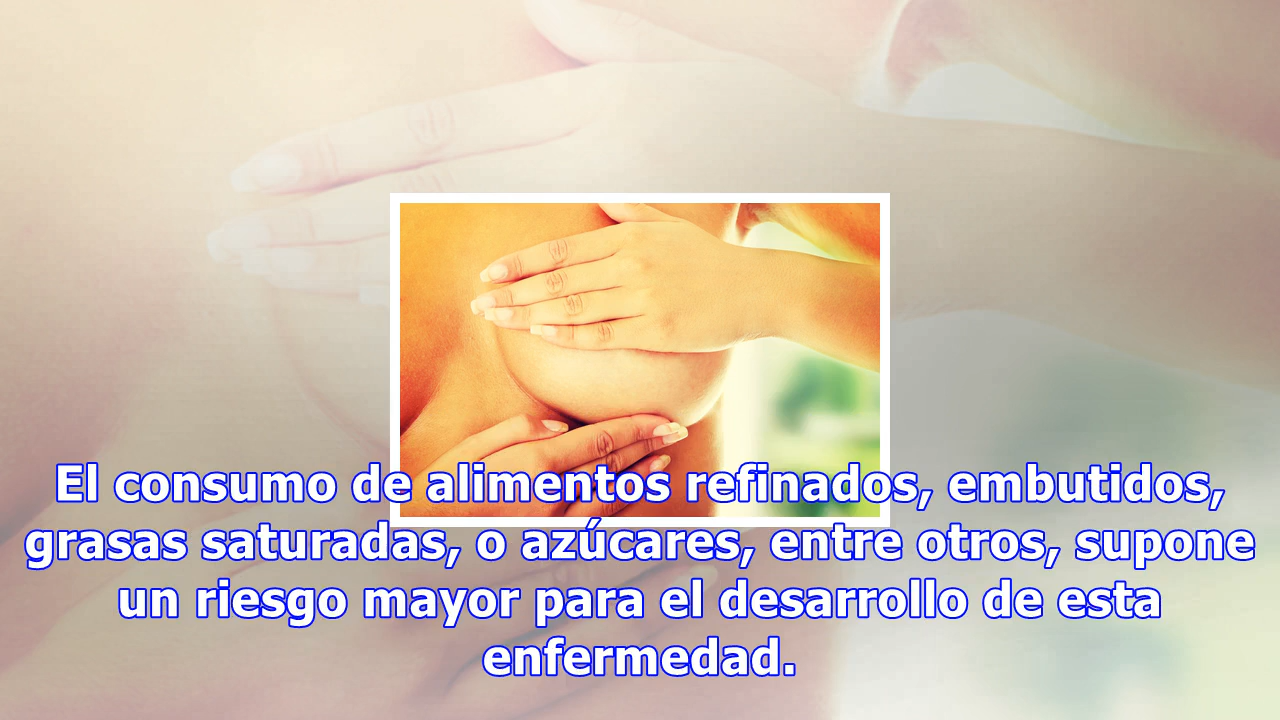 El consumo de alimentos refinados, embutidos,
grasas saturadas, o azúcares, entre otros, supone
un riesgo mayor para el desarrollo de esta
enfermedad.